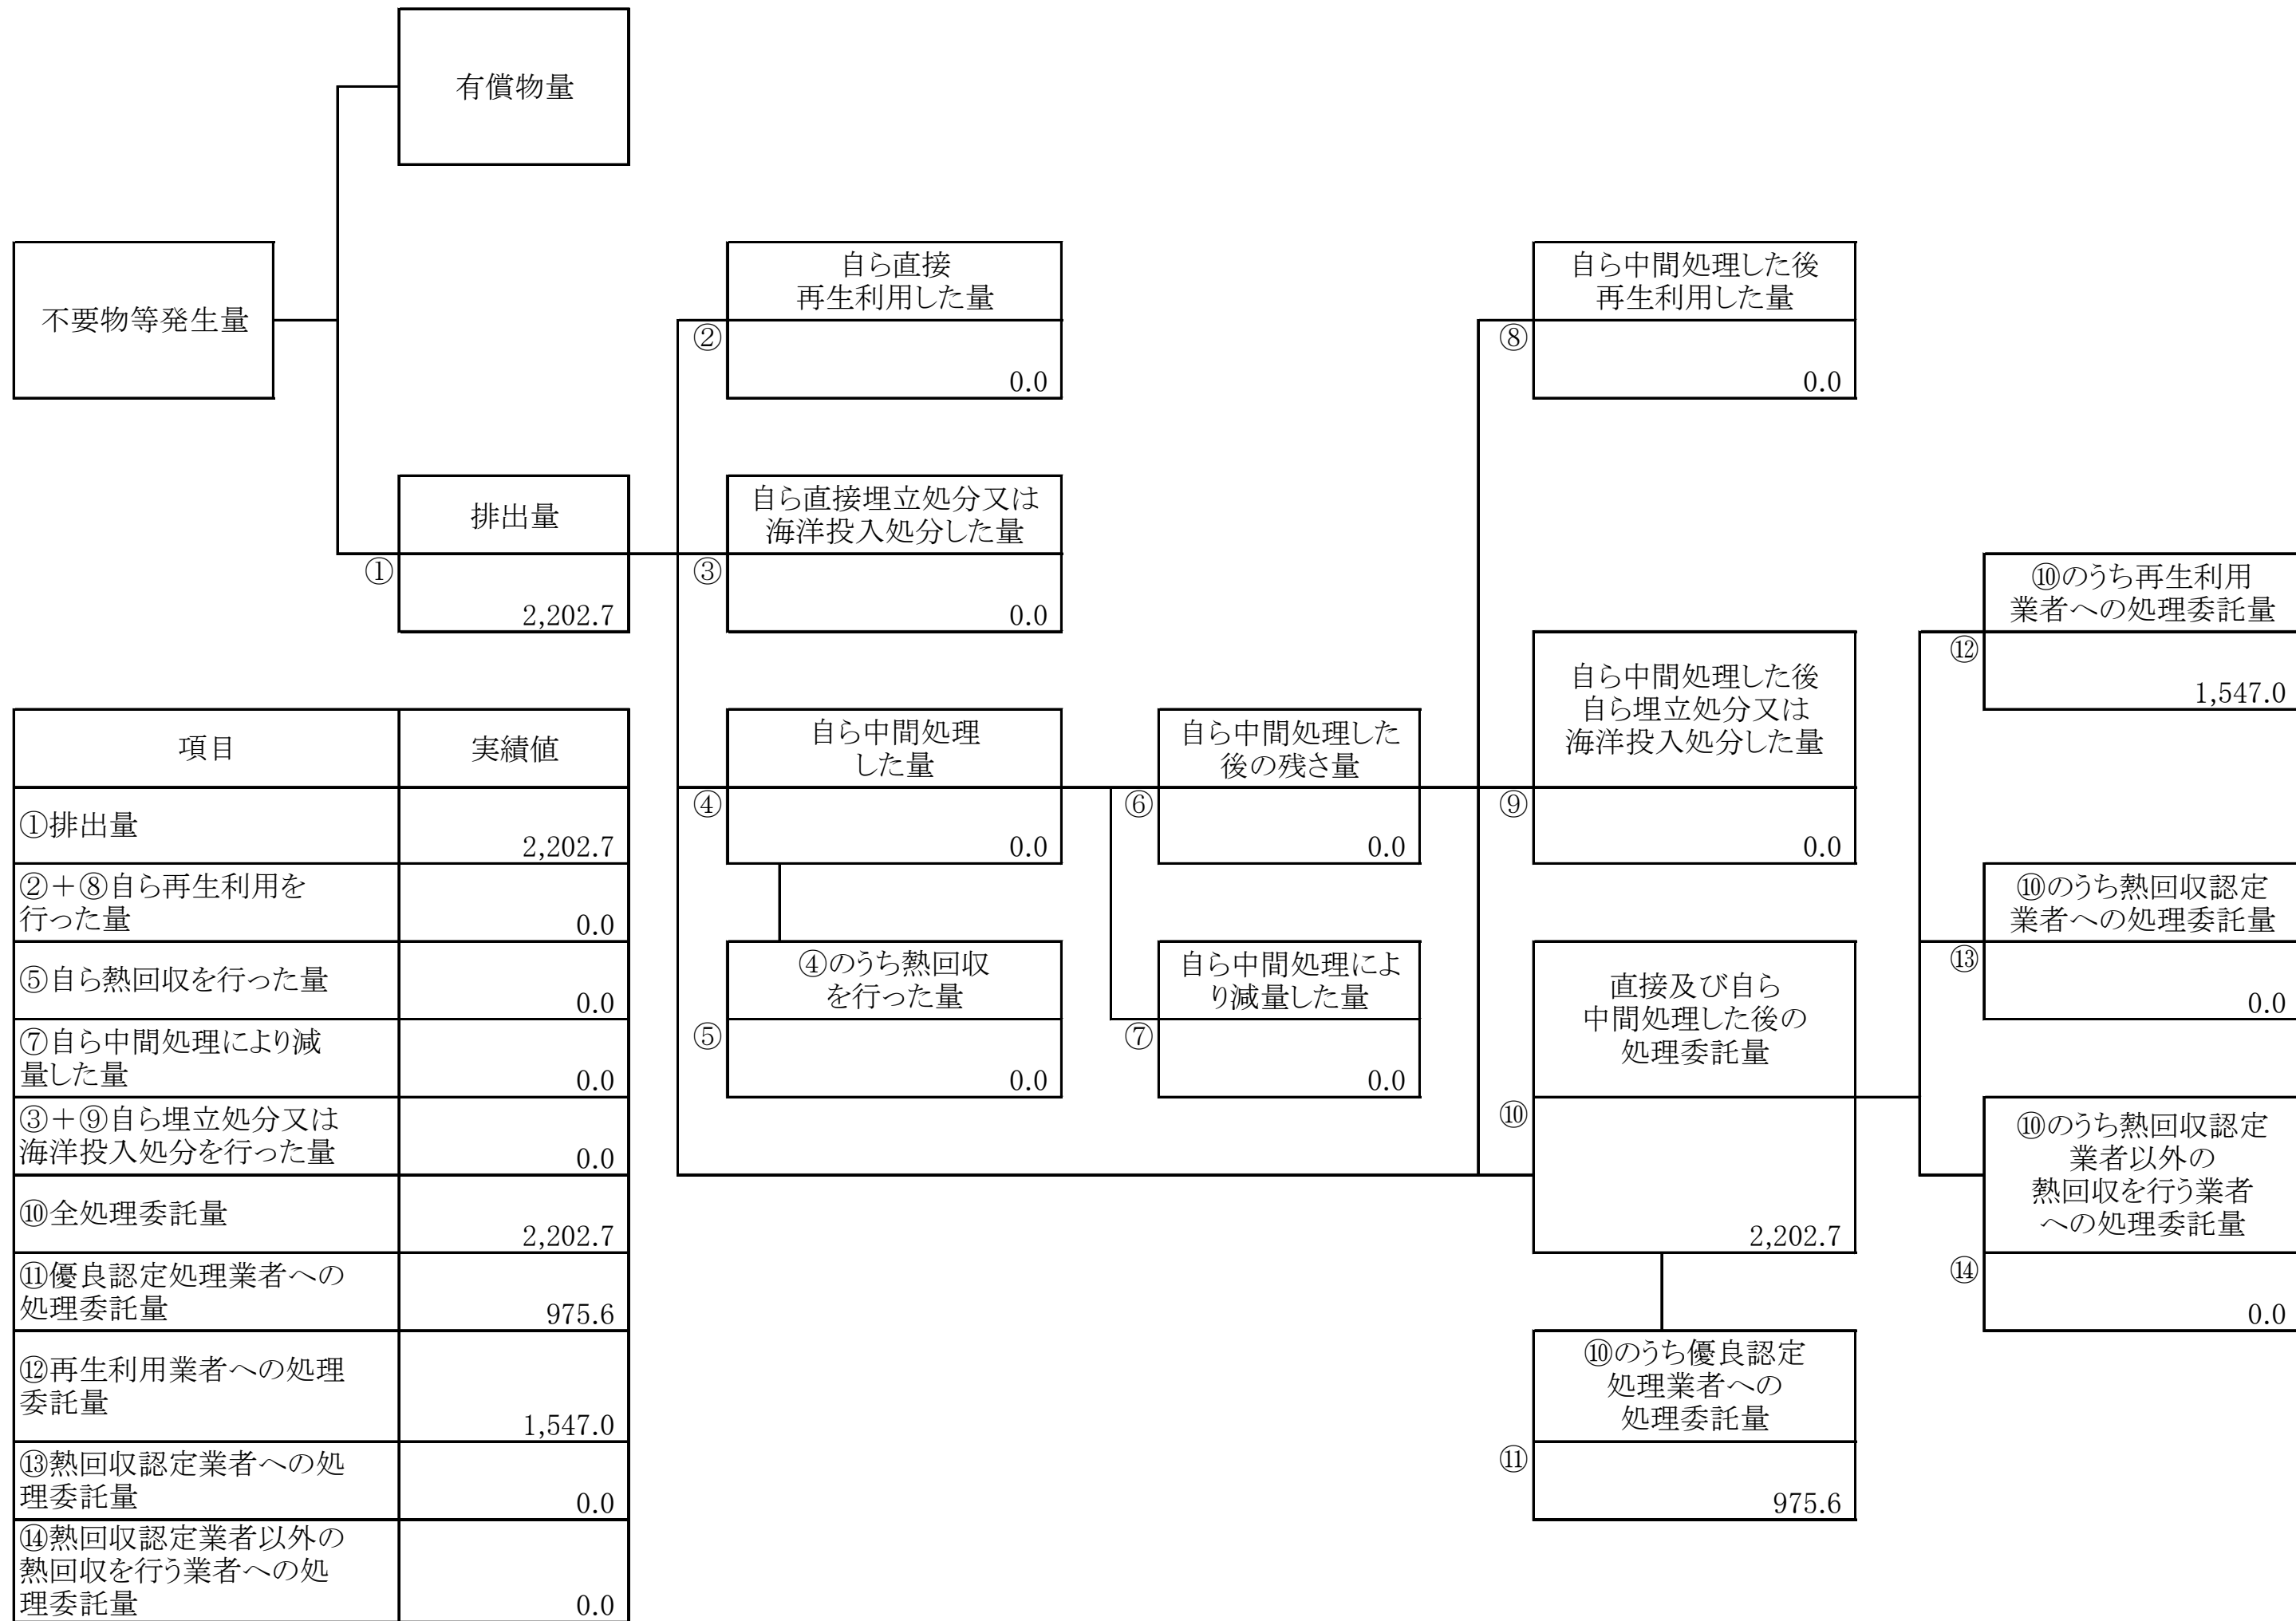 有償物量
不要物等発生量
自ら直接
再生利用した量
②
0.0
自ら中間処理した後
再生利用した量
⑧
0.0
排出量
①
2,202.7
自ら直接埋立処分又は
海洋投入処分した量
③
0.0
⑩のうち再生利用
業者への処理委託量
⑫
1,547.0
自ら中間処理
した量
④
0.0
自ら中間処理した
後の残さ量
⑥
0.0
自ら中間処理した後
自ら埋立処分又は
海洋投入処分した量
⑨
0.0
⑩のうち熱回収認定
業者への処理委託量
⑬
0.0
④のうち熱回収
を行った量
⑤
0.0
自ら中間処理によ
り減量した量
⑦
0.0
直接及び自ら
中間処理した後の
処理委託量
⑩
2,202.7
⑩のうち熱回収認定
業者以外の
熱回収を行う業者
への処理委託量
⑭
0.0
⑩のうち優良認定
処理業者への
処理委託量
⑪
975.6
項目 実績値
①排出量
2,202.7
②＋⑧自ら再生利用を
行った量
0.0
⑤自ら熱回収を行った量
0.0
⑦自ら中間処理により減
量した量
0.0
③＋⑨自ら埋立処分又は
海洋投入処分を行った量
0.0
⑩全処理委託量
2,202.7
⑪優良認定処理業者への
処理委託量
975.6
⑫再生利用業者への処理
委託量
1,547.0
⑬熱回収認定業者への処
理委託量
0.0
⑭熱回収認定業者以外の
熱回収を行う業者への処
理委託量
0.0